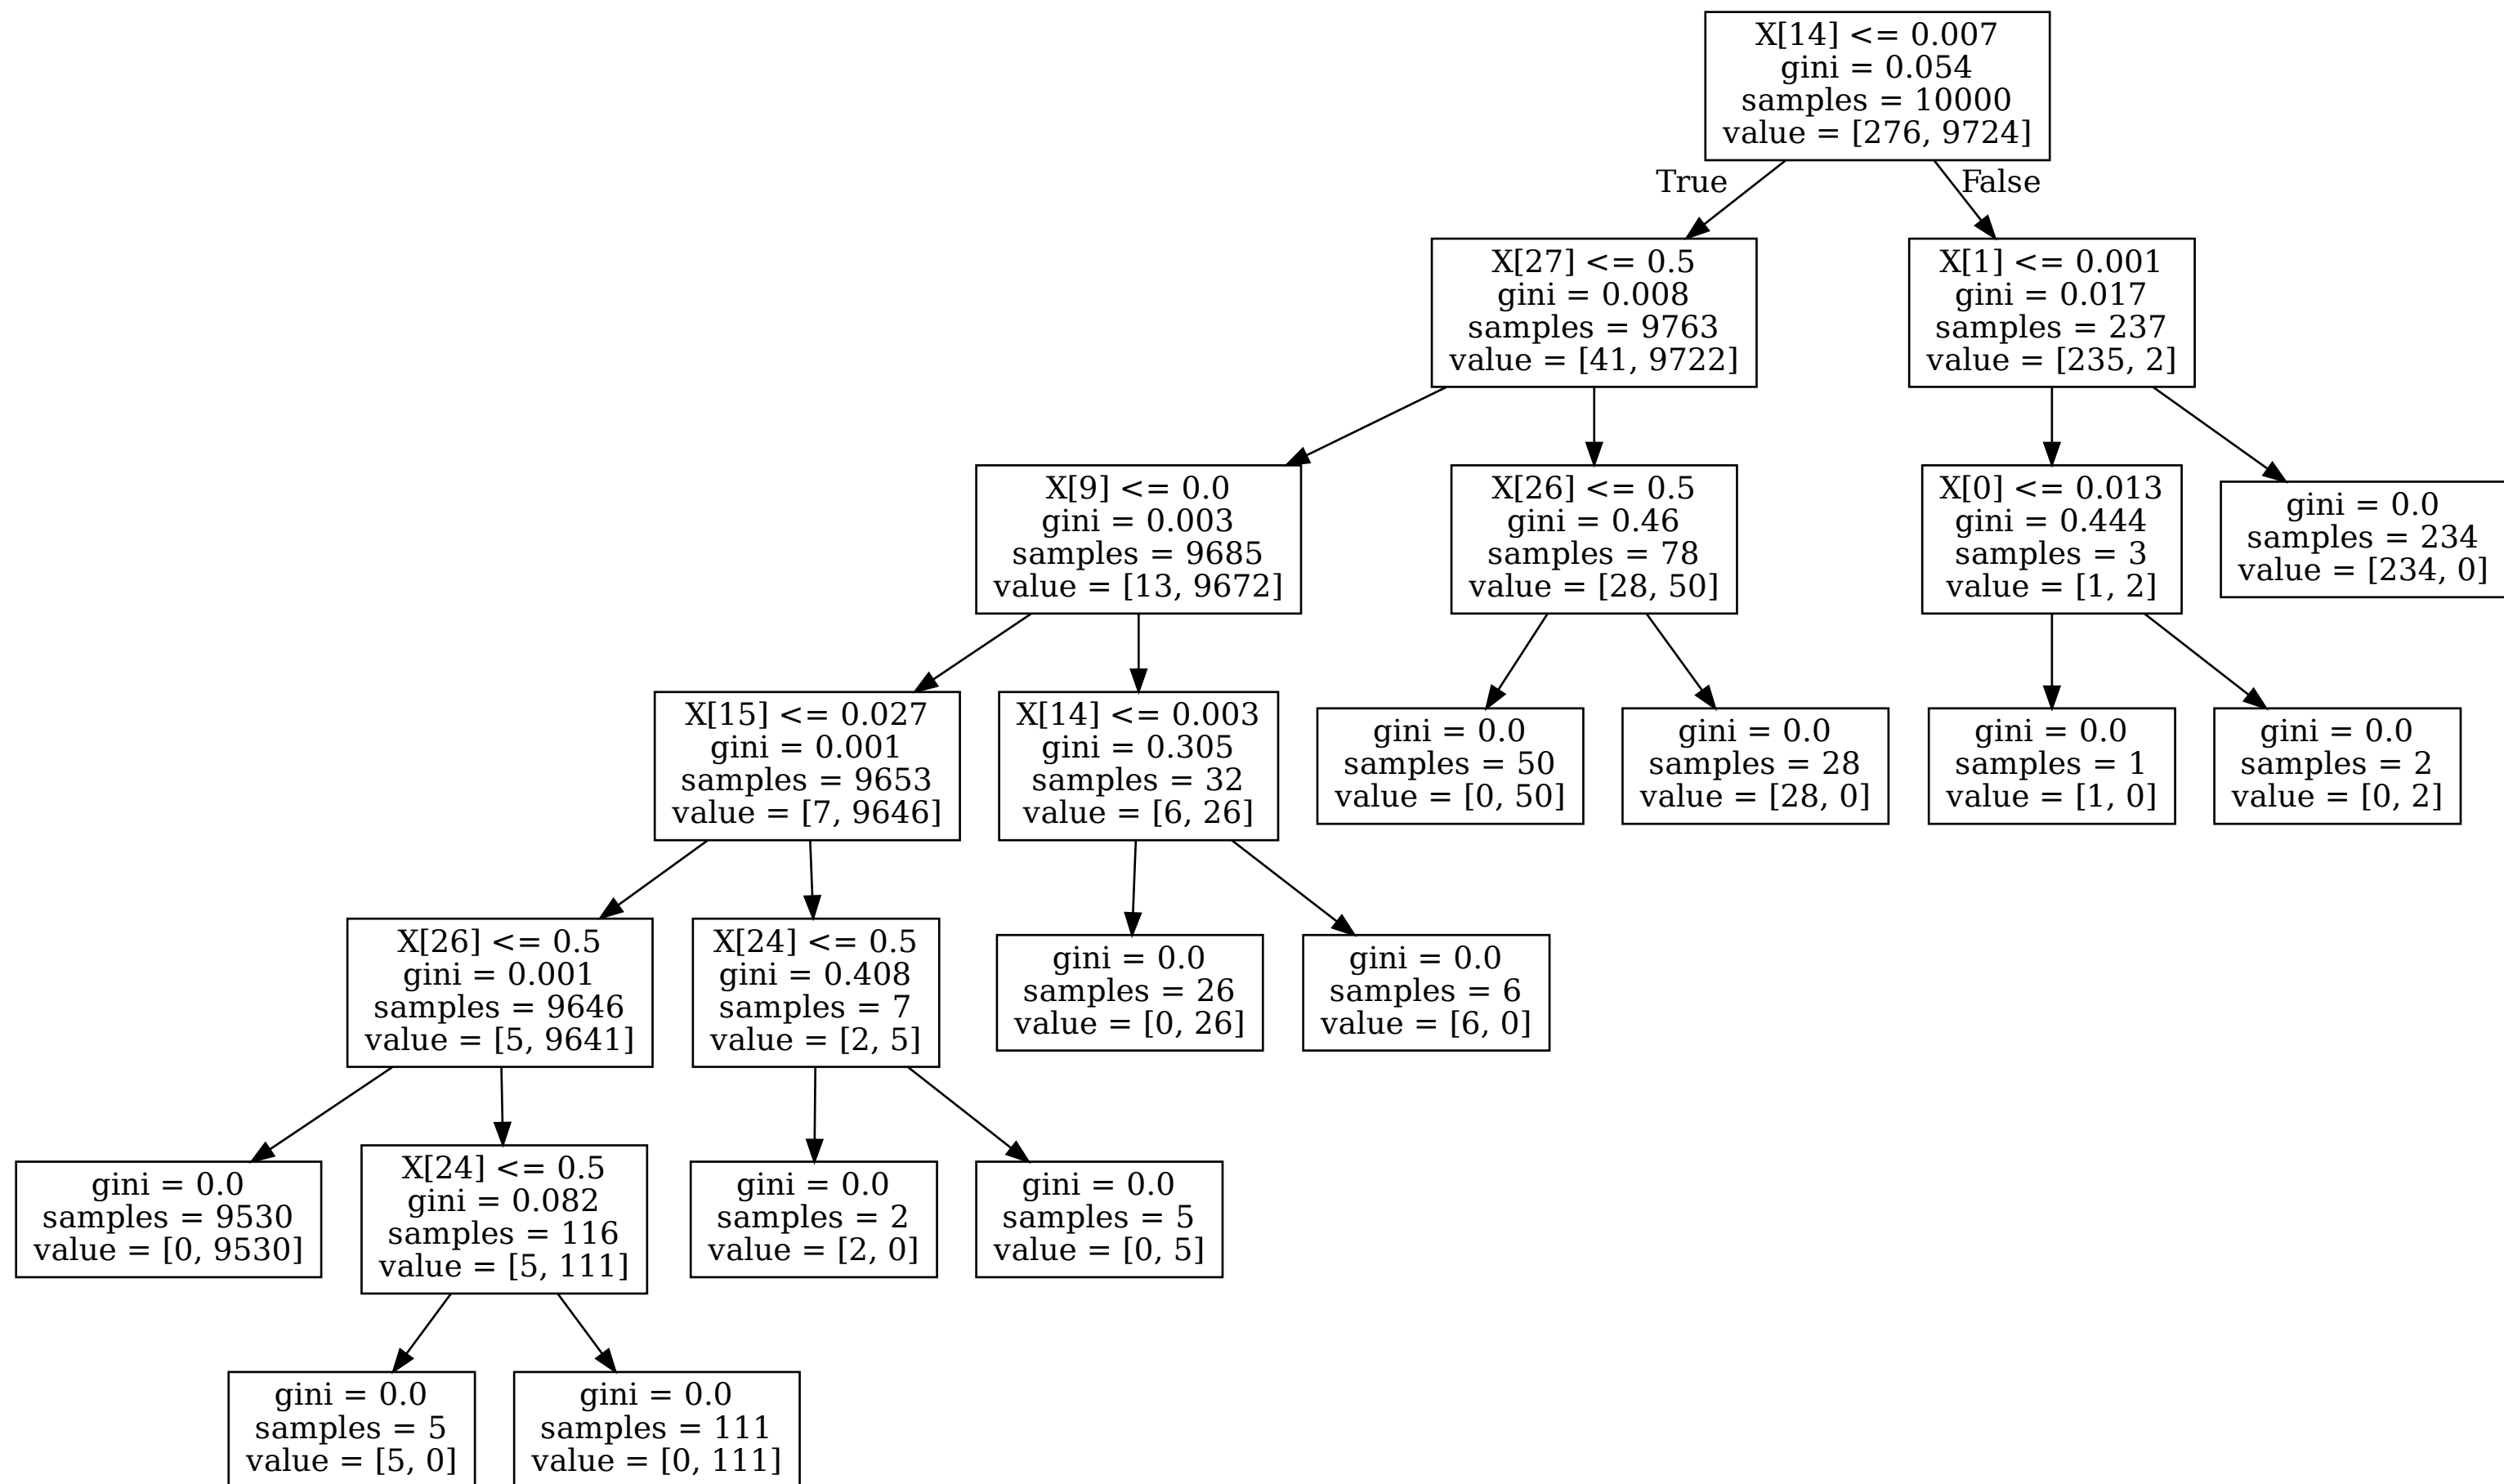 X[14] <= 0.007
gini = 0.054
samples = 10000
value = [276, 9724]
True
False
X[27] <= 0.5
gini = 0.008
samples = 9763
value = [41, 9722]
X[1] <= 0.001
gini = 0.017
samples = 237
value = [235, 2]
X[9] <= 0.0
gini = 0.003
samples = 9685
value = [13, 9672]
X[26] <= 0.5
gini = 0.46
samples = 78
value = [28, 50]
X[0] <= 0.013
gini = 0.444
samples = 3
value = [1, 2]
gini = 0.0
samples = 234
value = [234, 0]
X[15] <= 0.027
gini = 0.001
samples = 9653
value = [7, 9646]
X[14] <= 0.003
gini = 0.305
samples = 32
value = [6, 26]
gini = 0.0
samples = 50
value = [0, 50]
gini = 0.0
samples = 28
value = [28, 0]
gini = 0.0
samples = 1
value = [1, 0]
gini = 0.0
samples = 2
value = [0, 2]
X[26] <= 0.5
gini = 0.001
samples = 9646
value = [5, 9641]
X[24] <= 0.5
gini = 0.408
samples = 7
value = [2, 5]
gini = 0.0
samples = 26
value = [0, 26]
gini = 0.0
samples = 6
value = [6, 0]
gini = 0.0
samples = 9530
value = [0, 9530]
X[24] <= 0.5
gini = 0.082
samples = 116
value = [5, 111]
gini = 0.0
samples = 2
value = [2, 0]
gini = 0.0
samples = 5
value = [0, 5]
gini = 0.0
samples = 5
value = [5, 0]
gini = 0.0
samples = 111
value = [0, 111]